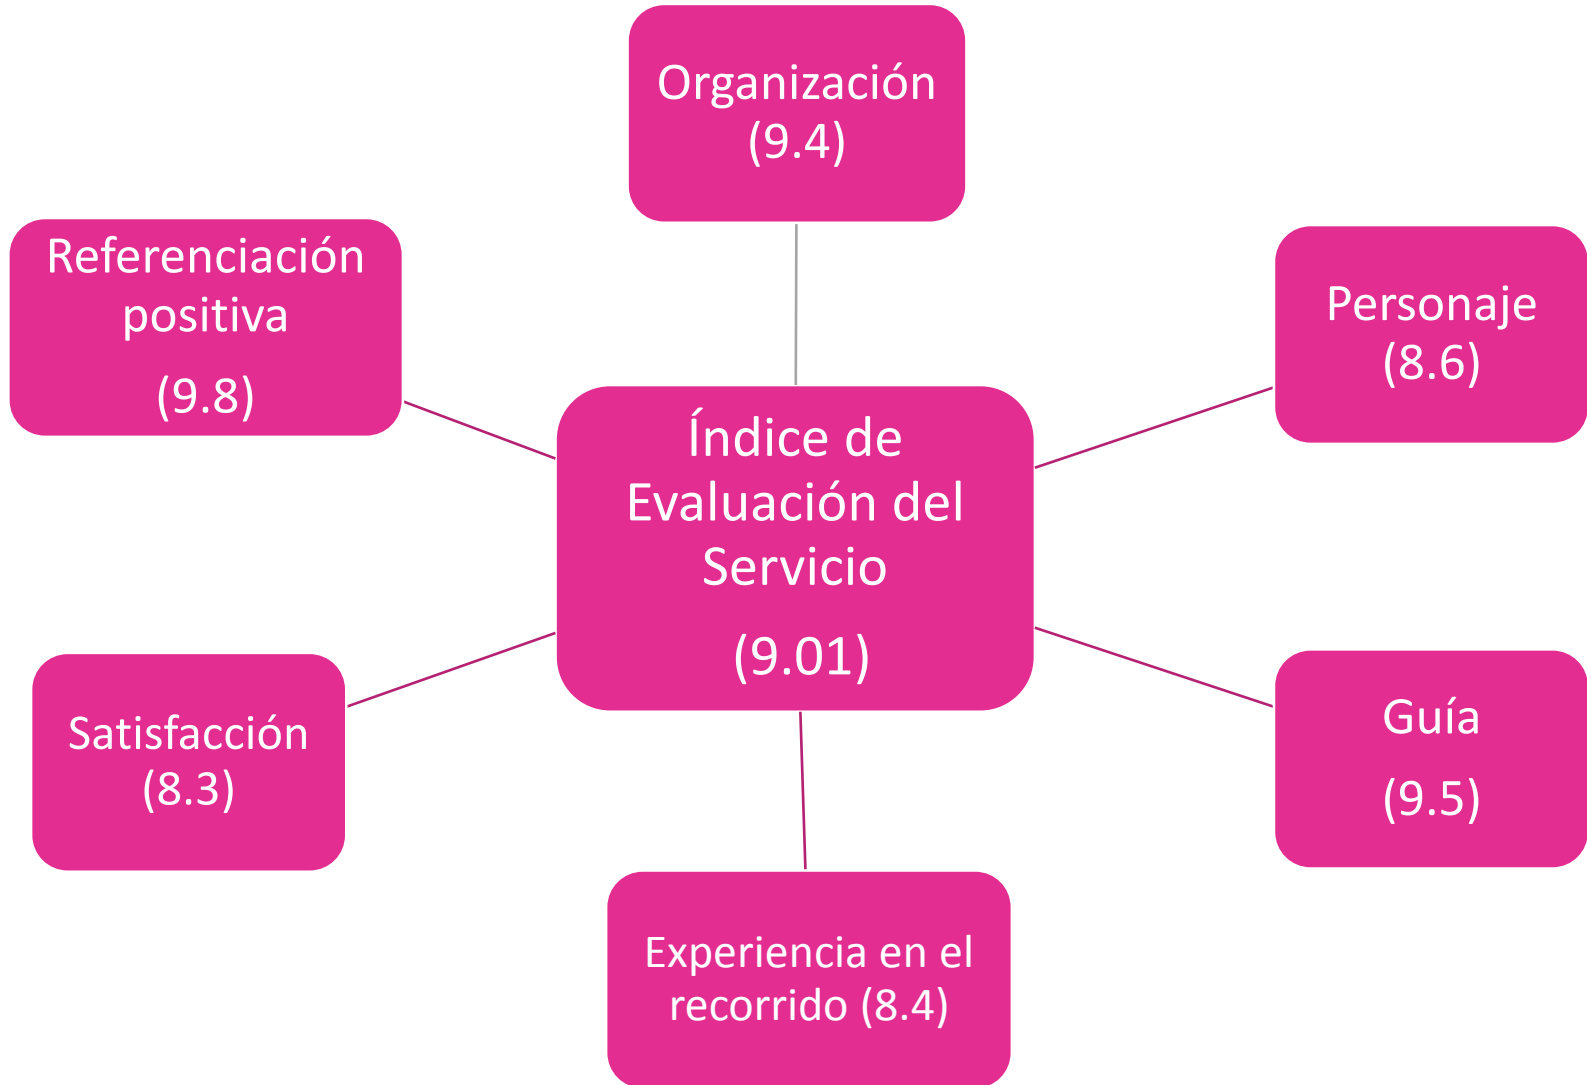 Organización
(9.4)
Referenciación
positiva
(9.8)
Personaje
(8.6)
Índice de
Evaluación del
Servicio
(9.01)
Satisfacción
(8.3)
Guía
(9.5)
Experiencia en el
recorrido (8.4)